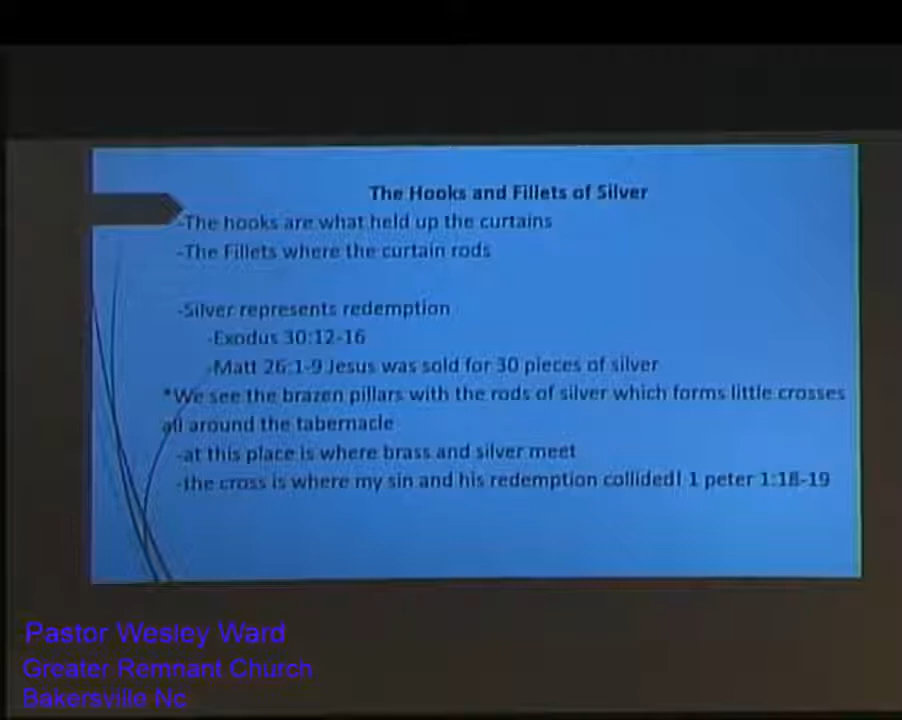 The Hooks and Fillets of Silver
-The hooks are what held up the curtains
-The Fillets where the curtain rods
-Silver represents redemption
-Exodus 30:12-16
-Matt 26:1-9 Jesus was sold for 30 pieces of silver
*We see the brazen pillars with the rods of silver which forms little crosses
all around the tabernacle
-at this place is where brass and silver meet
-the cross is where my sin and his redemption collided! 1 peter 1:18-19
Pastor Wesley Ward
Greater Remnant Church
Bakersville Nc